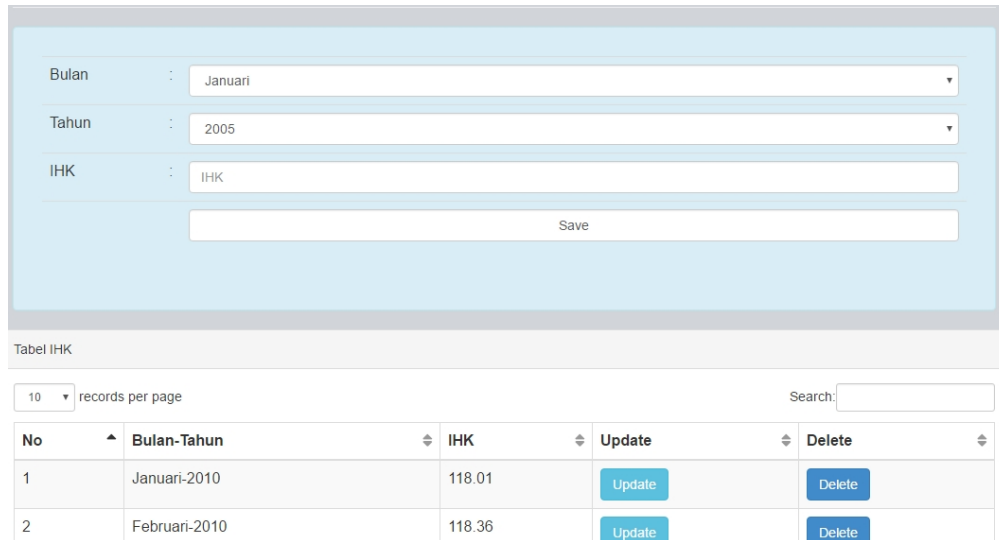 Bulan : Januari
Tahun : 2005
IHK : IHK
Save
Tabel IHK
10 records per page Search:
No Bulan-Tahun IHK Update Delete
1 Januari-2010 118.01 Update Delete
2 Februari-2010 118.36 Update Delete